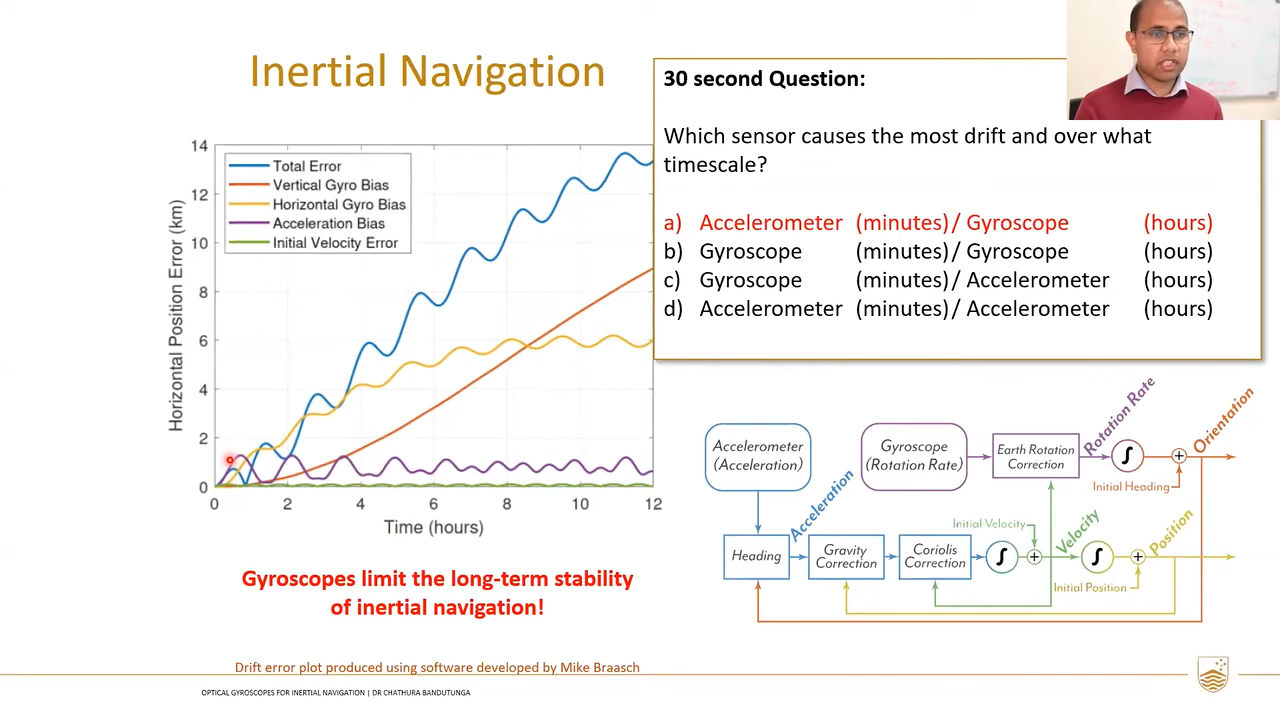 Inertial Navigation
14
12
10
8
6
4
2
0
Horizontal Position Error (km)
Total Error
Vertical Gyro Bias
Horizontal Gyro Bias
Acceleration Bias
Initial Velocity Error
0 2 4 6 8 10 12
Time (hours)
Gyroscopes limit the long-term stability
of inertial navigation!
Drift error plot produced using software developed by Mike Braasch
30 second Question:
Which sensor causes the most drift and over what
timescale?
a) Accelerometer (minutes) / Gyroscope (hours)
b) Gyroscope (minutes) / Gyroscope (hours)
c) Gyroscope (minutes) / Accelerometer (hours)
d) Accelerometer (minutes) / Accelerometer (hours)
Accelerometer
(Acceleration)
Gyroscope
(Rotation Rate)
Earth Rotation
Correction
Rotation Rate
∫
+
Orientation
Initial Heading
Heading
Acceleration
Gravity
Correction
Coriolis
Correction
∫
Initial Velocity
+
Velocity
∫
+
Position
Initial Position
OPTICAL GYROSCOPES FOR INERTIAL NAVIGATION | DR CHATHURA BANDUTUNGA